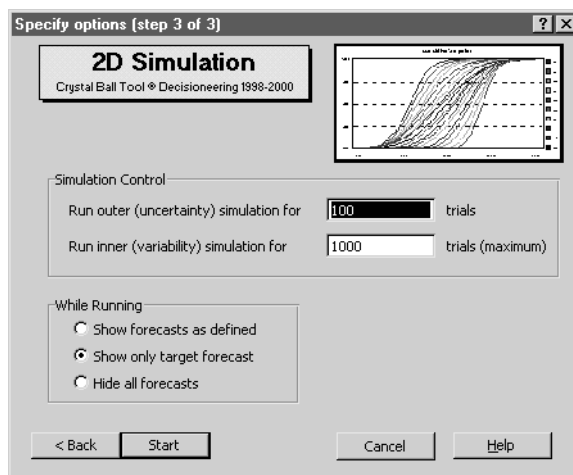 Specify options (step 3 of 3)
2D Simulation
Crystal Ball Tool ® Decisioneering 1998-2000
Simulation Control
Run outer (uncertainty) simulation for 100 trials
Run inner (variability) simulation for 1000 trials (maximum)
While Running
Show forecasts as defined
Show only target forecast
Hide all forecasts
< Back
Start
Cancel
Help